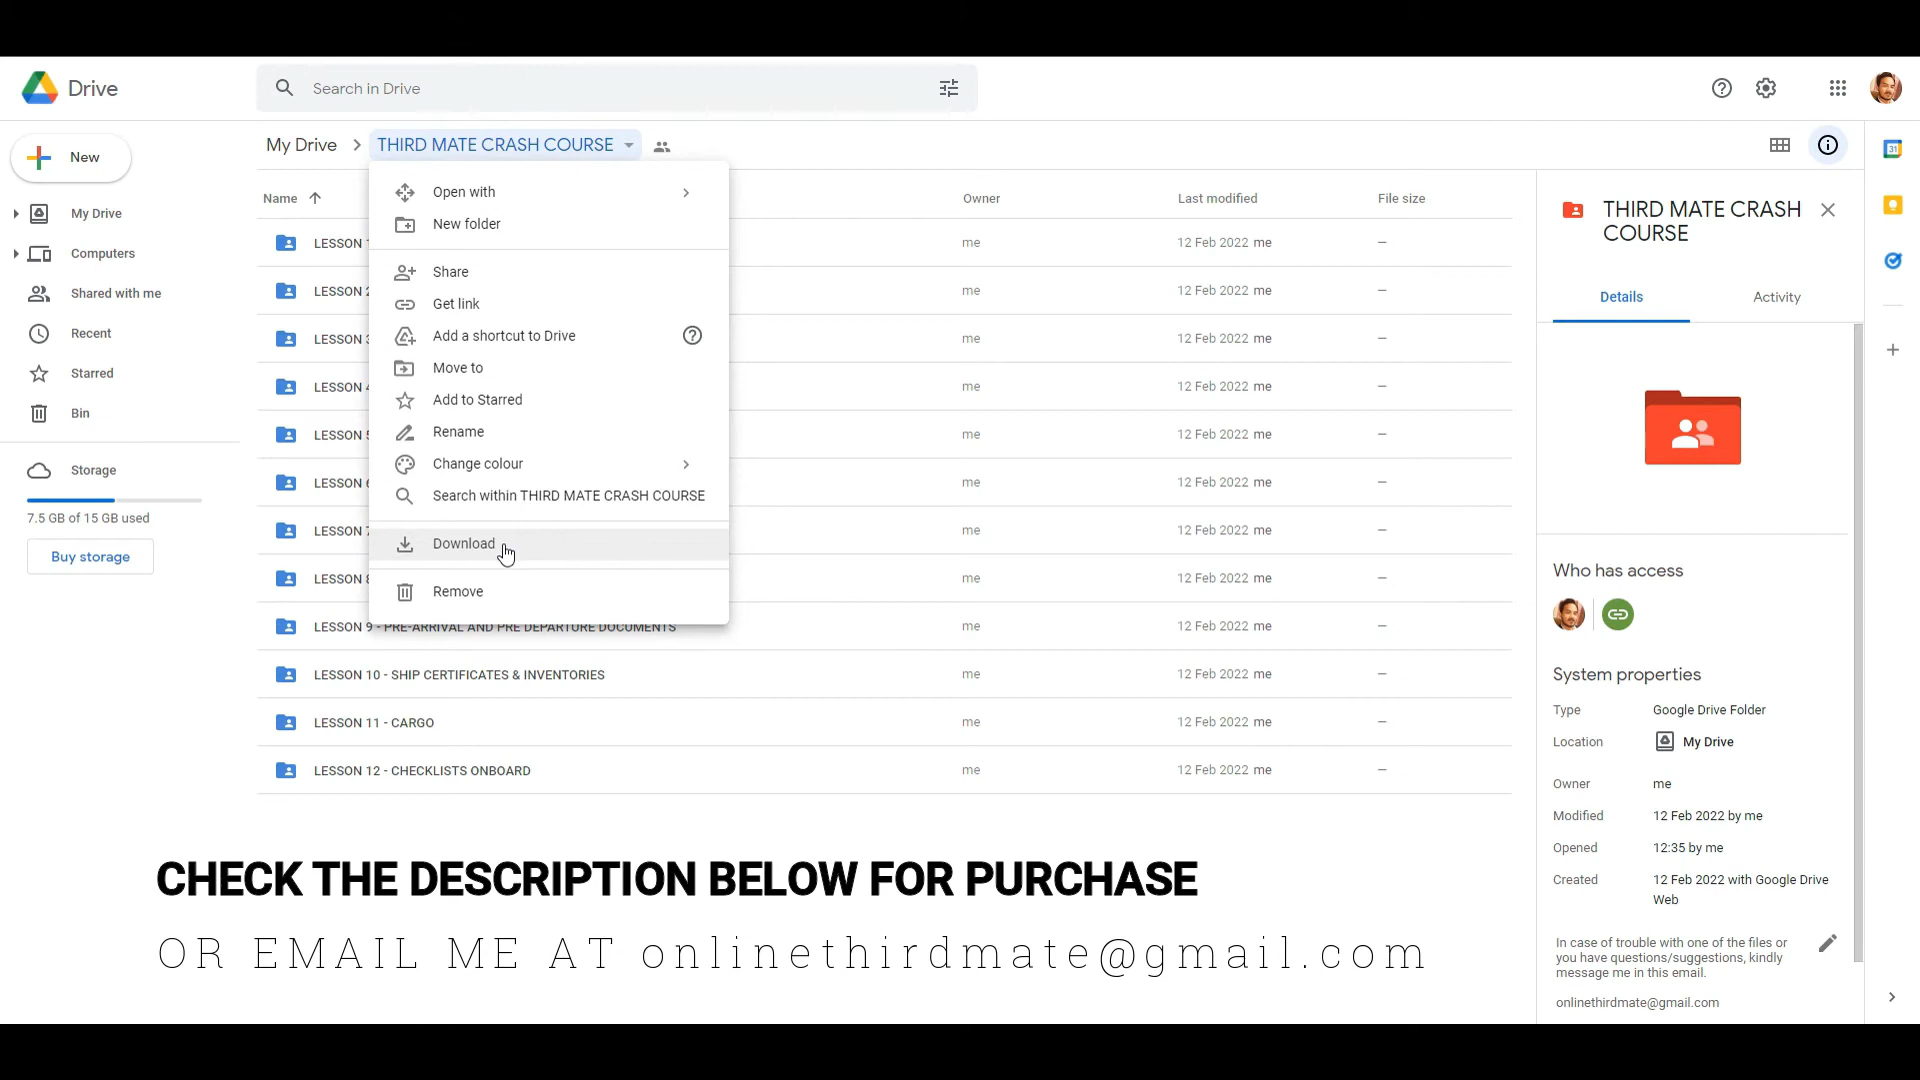 Drive
Search in Drive
New
My Drive
Computers
Shared with me
Recent
Starred
Bin
Storage
7.5 GB of 15 GB used
Buy storage
My Drive
THIRD MATE CRASH COURSE
Name
Owner
Last modified
File size
Open with
New folder
Share
Get link
Add a shortcut to Drive
Move to
Add to Starred
Rename
Change colour
Search within THIRD MATE CRASH COURSE
Download
Remove
LESSON 1 me 12 Feb 2022 me –
LESSON 2 me 12 Feb 2022 me –
LESSON 3 me 12 Feb 2022 me –
LESSON 4 me 12 Feb 2022 me –
LESSON 5 me 12 Feb 2022 me –
LESSON 6 me 12 Feb 2022 me –
LESSON 7 me 12 Feb 2022 me –
LESSON 8 me 12 Feb 2022 me –
LESSON 9 - PRE-ARRIVAL AND PRE DEPARTURE DOCUMENTS me 12 Feb 2022 me –
LESSON 10 - SHIP CERTIFICATES & INVENTORIES me 12 Feb 2022 me –
LESSON 11 - CARGO me 12 Feb 2022 me –
LESSON 12 - CHECKLISTS ONBOARD me 12 Feb 2022 me –
THIRD MATE CRASH
COURSE
Details
Activity
Who has access
System properties
Type Google Drive Folder
Location My Drive
Owner me
Modified 12 Feb 2022 by me
Opened 12:35 by me
Created 12 Feb 2022 with Google Drive
Web
In case of trouble with one of the files or
you have questions/suggestions, kindly
message me in this email.
onlinethirdmate@gmail.com
31
CHECK THE DESCRIPTION BELOW FOR PURCHASE
OR EMAIL ME AT onlinethirdmate@gmail.com